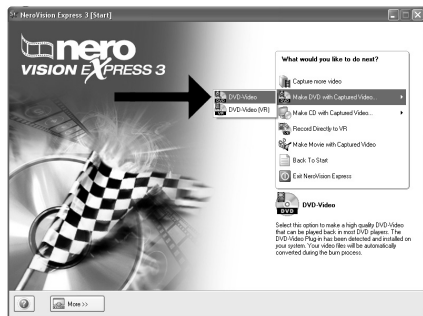 NeroVision Express 3 [Start]
nero
VISION EXPRESS 3
What would you like to do next?
Capture more video
Make DVD with Captured Video...
DVD-Video
DVD-Video (VR)
Make CD with Captured Video...
Record Directly to VR
Make Movie with Captured Video
Back To Start
Exit NeroVision Express
DVD
DVD-Video
Select this option to make a high quality DVD-Video
that can be played back in most DVD players. The
DVD-Video Plug-in has been detected and installed on
your system. Your video files will be automatically
converted during the burn process.
More >>